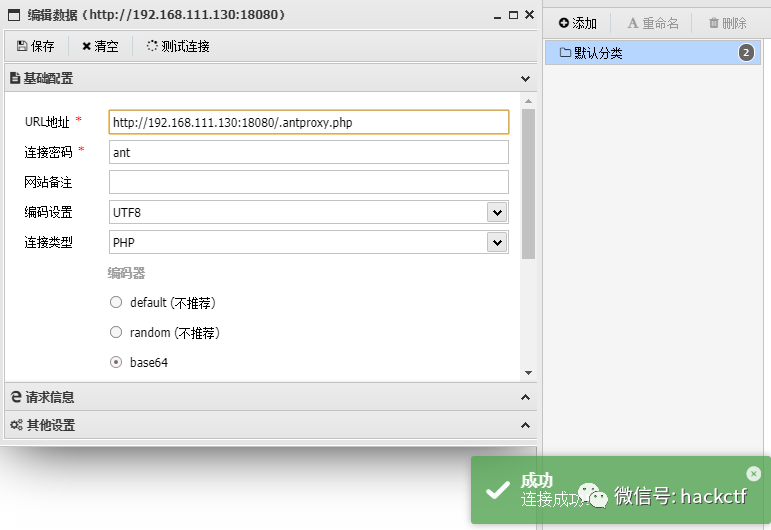 编辑数据（http://192.168.111.130:18080）
保存 清空 测试连接
添加 重命名 删除
默认分类 2
基础配置
URL地址 * http://192.168.111.130:18080/.antproxy.php
连接密码 * ant
网站备注
编码设置 UTF8
连接类型 PHP
编码器
default (不推荐)
random (不推荐)
base64
请求信息
其他设置
成功
连接成功!
微信号: hackctf